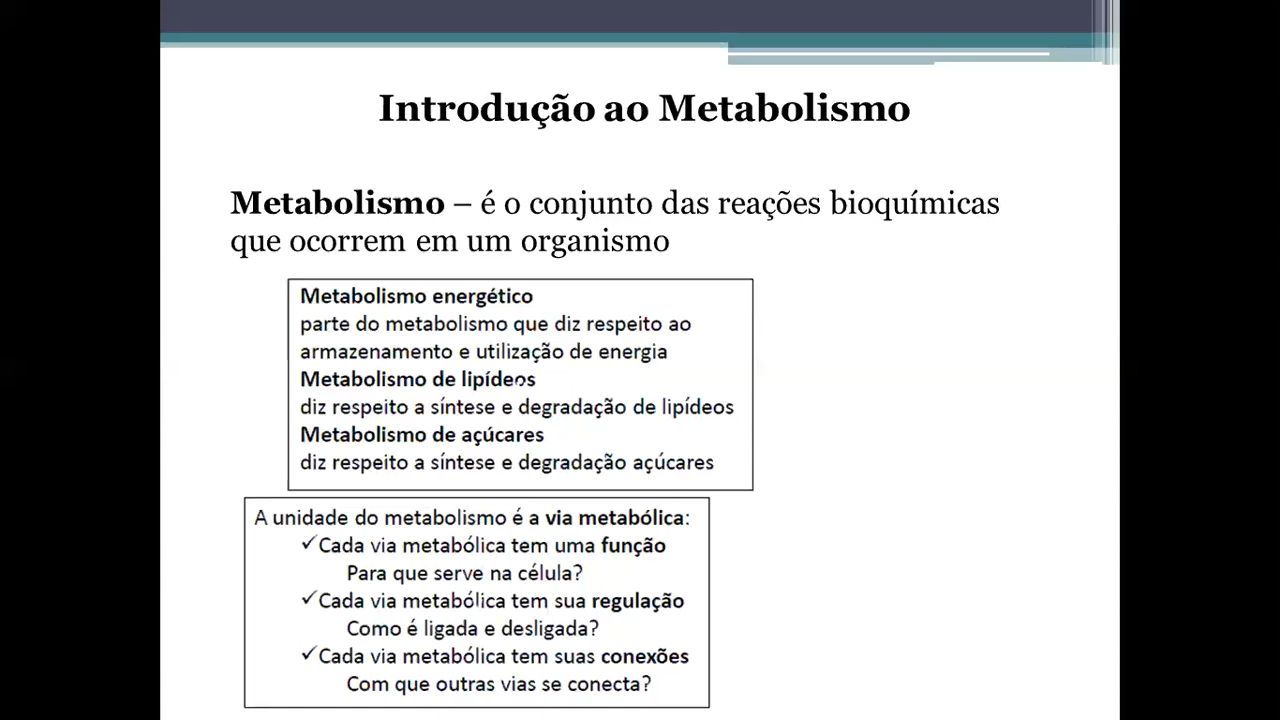 Introdução ao Metabolismo
Metabolismo – é o conjunto das reações bioquímicas
que ocorrem em um organismo
Metabolismo energético
parte do metabolismo que diz respeito ao
armazenamento e utilização de energia
Metabolismo de lipídeos
diz respeito a síntese e degradação de lipídeos
Metabolismo de açúcares
diz respeito a síntese e degradação açúcares
A unidade do metabolismo é a via metabólica:
✓Cada via metabólica tem uma função
Para que serve na célula?
✓Cada via metabólica tem sua regulação
Como é ligada e desligada?
✓Cada via metabólica tem suas conexões
Com que outras vias se conecta?